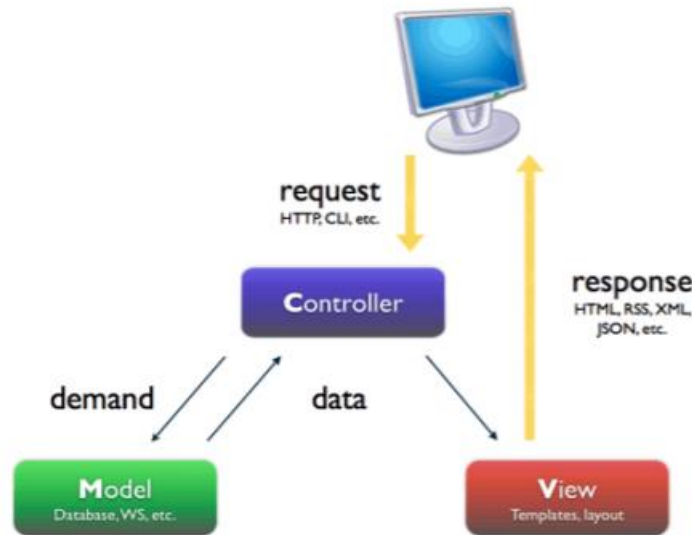 request
HTTP, CLI, etc.
Controller
response
HTML, RSS, XML,
JSON, etc.
demand
data
Model
Database, WS, etc.
View
Templates, layout